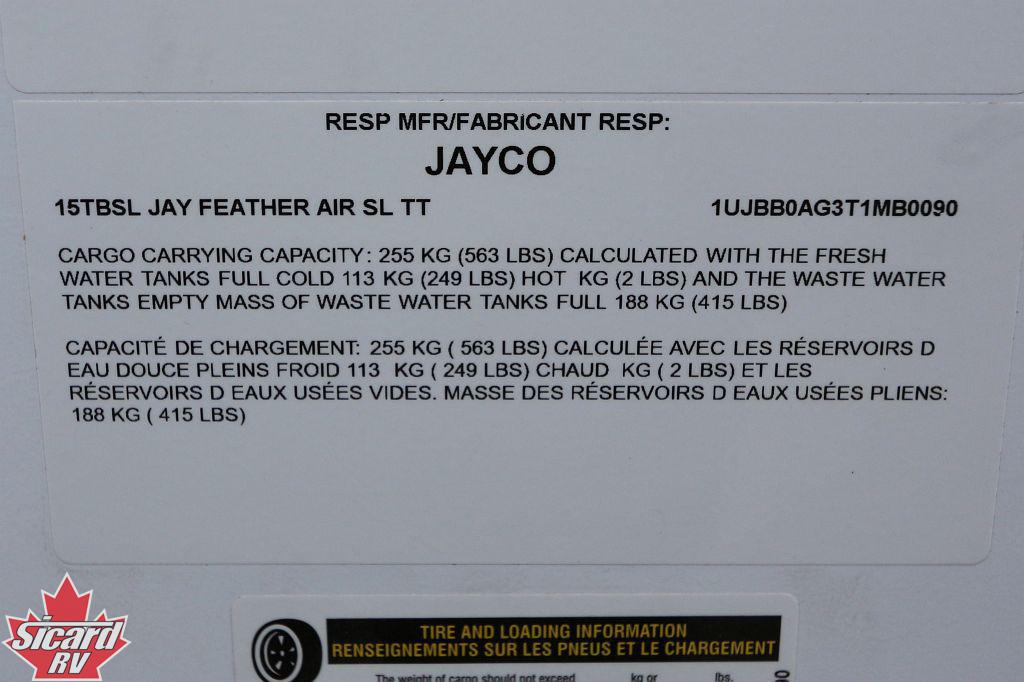 RESP MFR/FABRICANT RESP:
JAYCO
15TBSL JAY FEATHER AIR SL TT 1UJBB0AG3T1MB0090
CARGO CARRYING CAPACITY: 255 KG (563 LBS) CALCULATED WITH THE FRESH
WATER TANKS FULL COLD 113 KG (249 LBS) HOT KG (2 LBS) AND THE WASTE WATER
TANKS EMPTY MASS OF WASTE WATER TANKS FULL 188 KG (415 LBS)
CAPACITÉ DE CHARGEMENT: 255 KG ( 563 LBS) CALCULÉE AVEC LES RÉSERVOIRS D
EAU DOUCE PLEINS FROID 113 KG ( 249 LBS) CHAUD KG ( 2 LBS) ET LES
RÉSERVOIRS D EAUX USÉES VIDES. MASSE DES RÉSERVOIRS D EAUX USÉES PLIENS:
188 KG ( 415 LBS)
Sicard
RV
TIRE AND LOADING INFORMATION
RENSEIGNEMENTS SUR LES PNEUS ET LE CHARGEMENT
The weight of cargo should not exceed kg or lbs.